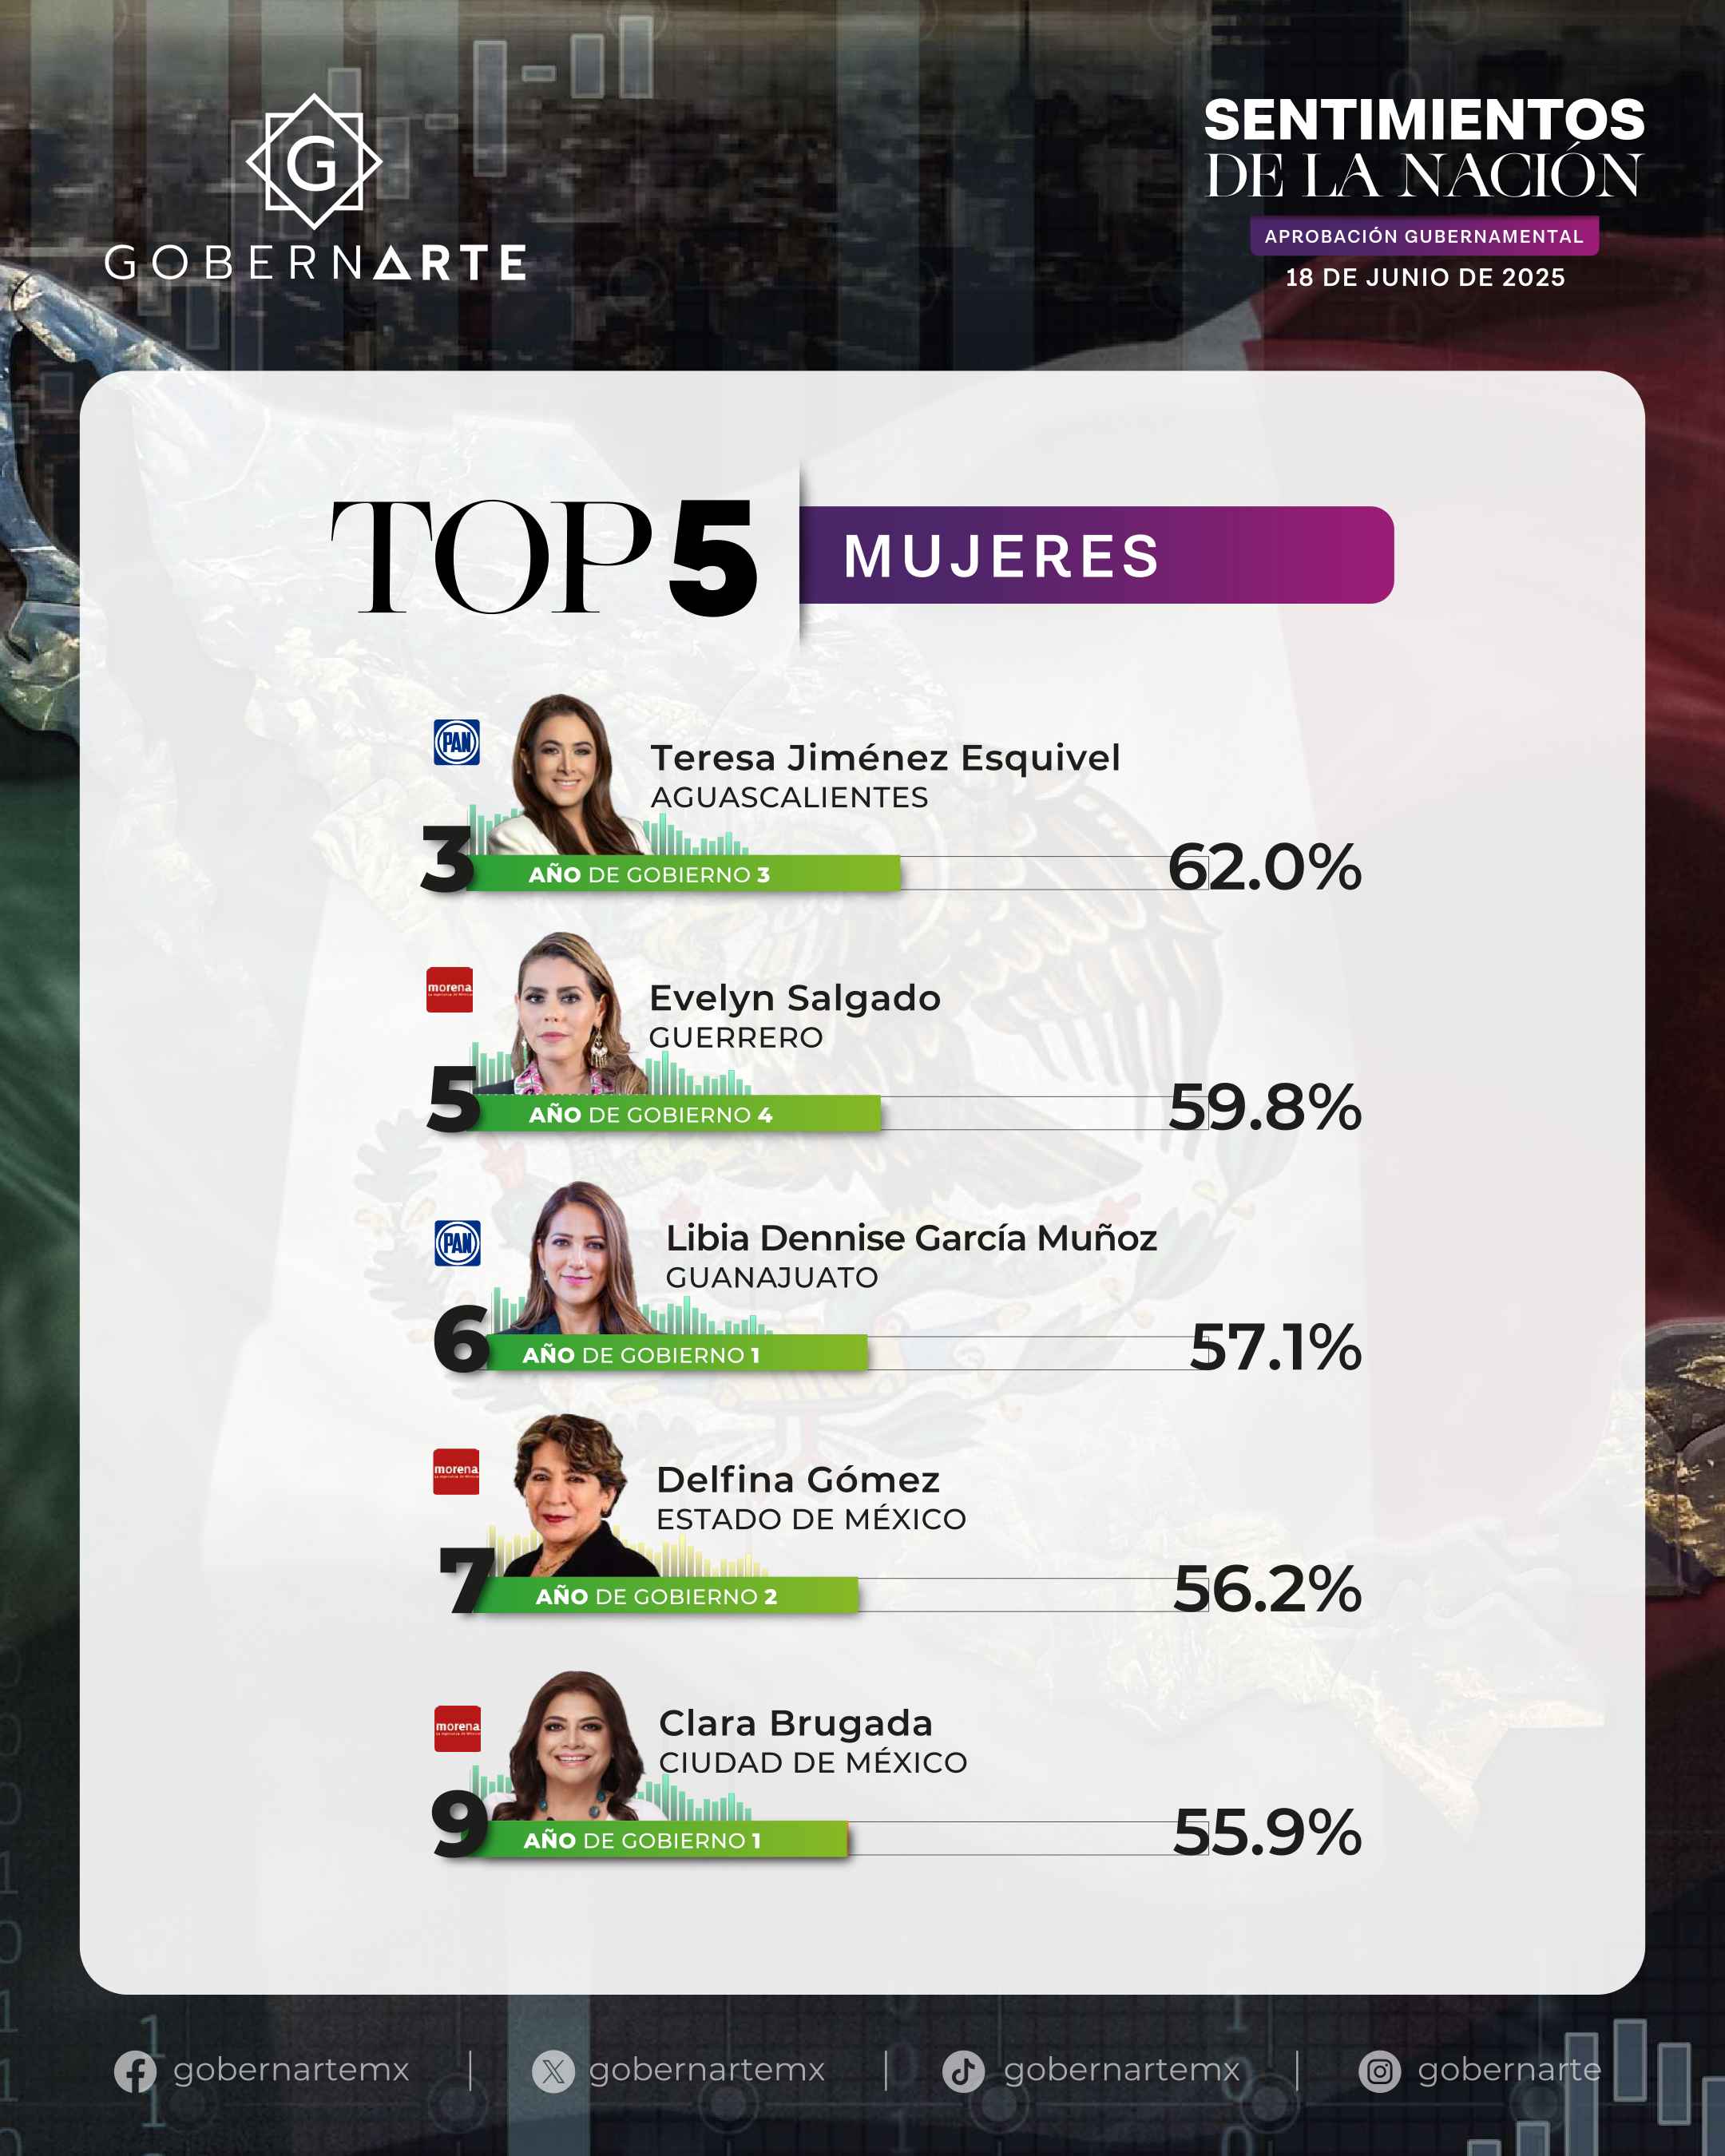 G
GOBERNARTE
SENTIMIENTOS
DE LA NACIÓN
APROBACIÓN GUBERNAMENTAL
18 DE JUNIO DE 2025
TOP 5
MUJERES
PAN
Teresa Jiménez Esquivel
AGUASCALIENTES
3
AÑO DE GOBIERNO 3
62.0%
morena
Evelyn Salgado
GUERRERO
5
AÑO DE GOBIERNO 4
59.8%
PAN
Libia Dennise García Muñoz
GUANAJUATO
6
AÑO DE GOBIERNO 1
57.1%
morena
Delfina Gómez
ESTADO DE MÉXICO
7
AÑO DE GOBIERNO 2
56.2%
morena
Clara Brugada
CIUDAD DE MÉXICO
9
AÑO DE GOBIERNO 1
55.9%
gobernartemx | gobernartemx | gobernartemx | gobernarte